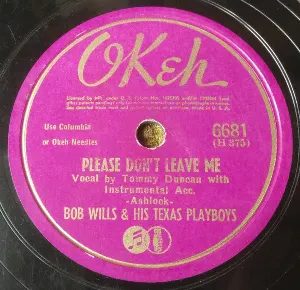 OKeh
Use Columbia
or Okeh Needles
6681
(H 875)
PLEASE DON'T LEAVE ME
Vocal by Tommy Duncan with
Instrumental Acc.
-Ashlock-
BOB WILLS & HIS TEXAS PLAYBOYS